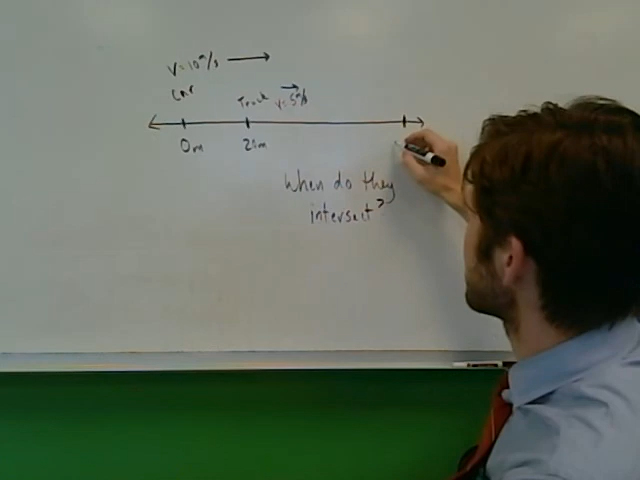 V=10m/s
Car
Truck V=5m/s
0m 20m
When do they
intersect?